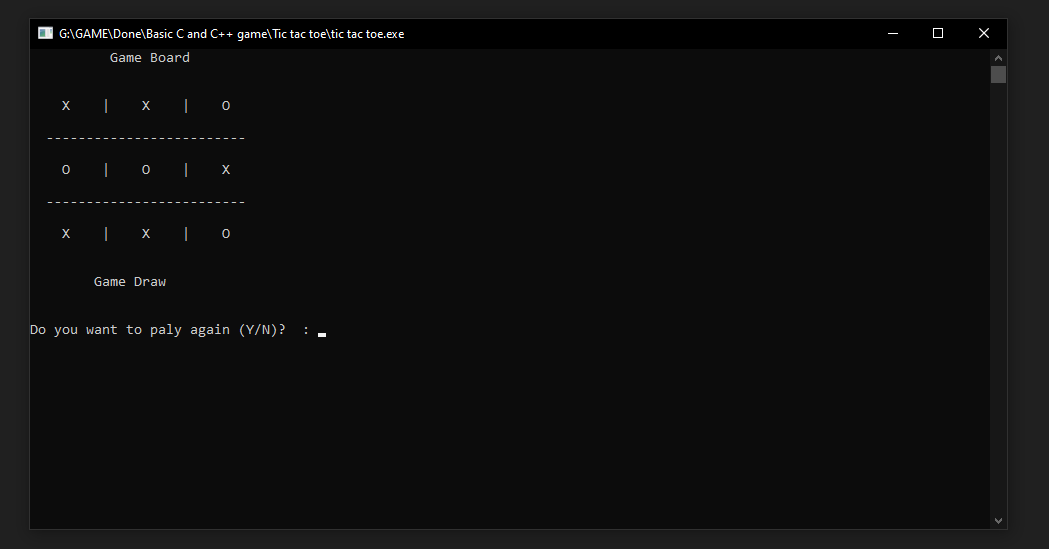 G:\GAME\Done\Basic C and C++ game\Tic tac toe\tic tac toe.exe
Game Board
X | X | O
-------------------------
O | O | X
-------------------------
X | X | O
Game Draw
Do you want to paly again (Y/N)?  :